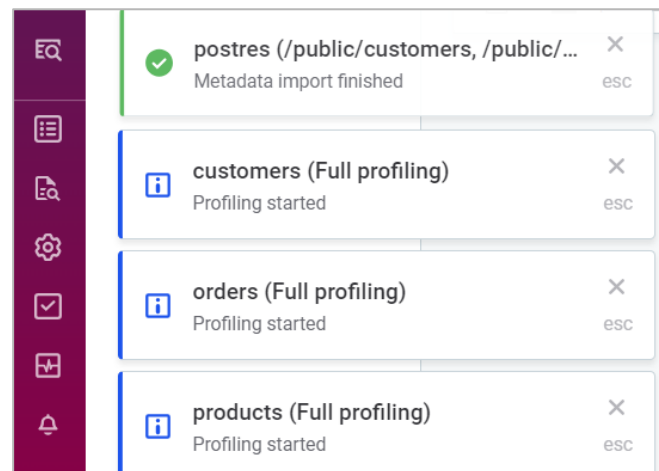 postres (/public/customers, /public/...
Metadata import finished
esc
customers (Full profiling)
Profiling started
esc
orders (Full profiling)
Profiling started
esc
products (Full profiling)
Profiling started
esc